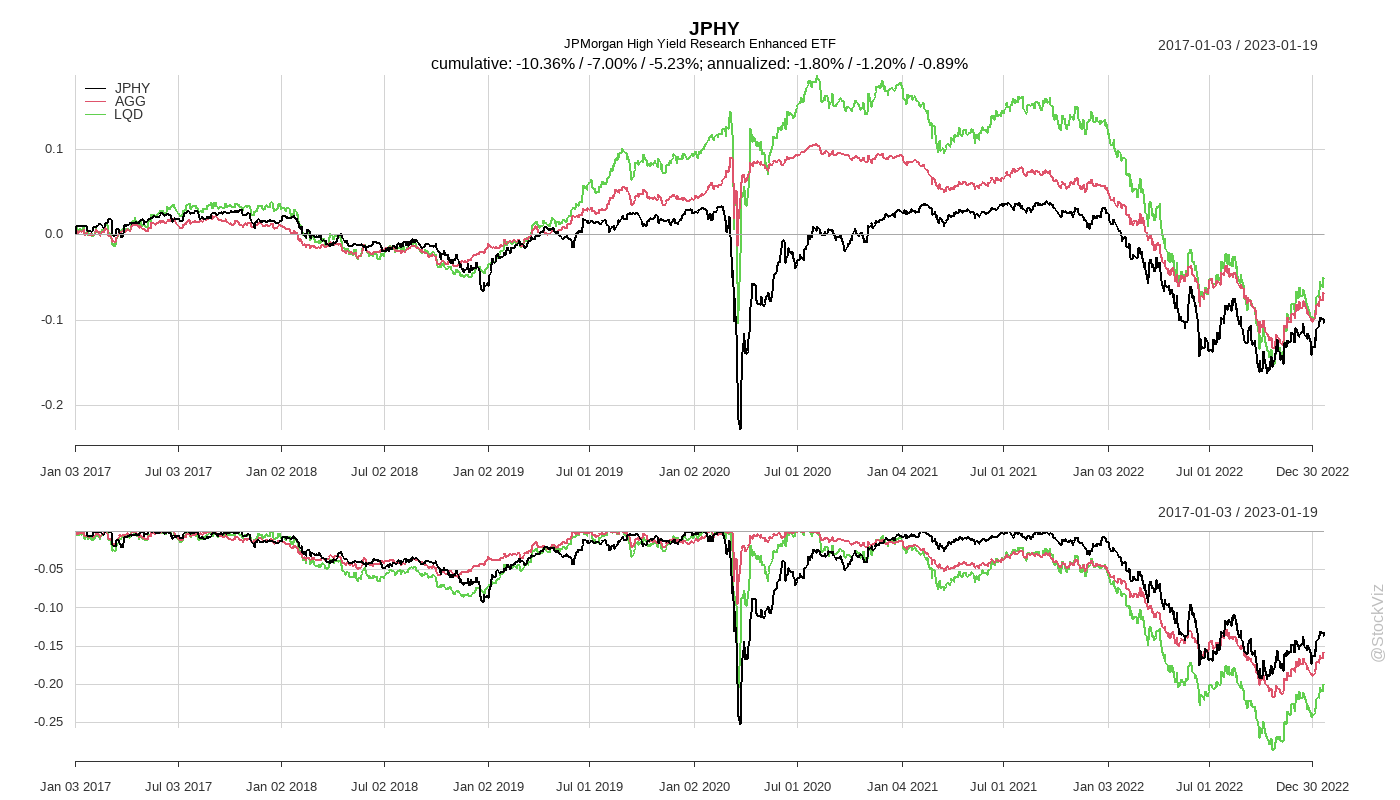 JPHY
JPMorgan High Yield Research Enhanced ETF
2017-01-03 / 2023-01-19
cumulative: -10.36% / -7.00% / -5.23%; annualized: -1.80% / -1.20% / -0.89%
JPHY
AGG
LQD
0.1
0.0
-0.1
-0.2
Jan 03 2017 Jul 03 2017 Jan 02 2018 Jul 02 2018 Jan 02 2019 Jul 01 2019 Jan 02 2020 Jul 01 2020 Jan 04 2021 Jul 01 2021 Jan 03 2022 Jul 01 2022 Dec 30 2022
2017-01-03 / 2023-01-19
-0.05
-0.10
-0.15
-0.20
-0.25
Jan 03 2017 Jul 03 2017 Jan 02 2018 Jul 02 2018 Jan 02 2019 Jul 01 2019 Jan 02 2020 Jul 01 2020 Jan 04 2021 Jul 01 2021 Jan 03 2022 Jul 01 2022 Dec 30 2022
@StockViz